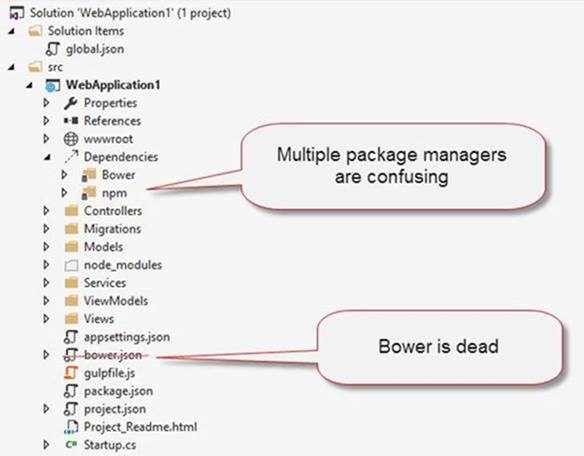 Solution 'WebApplication1' (1 project)
Solution Items
global.json
src
WebApplication1
Properties
References
wwwroot
Dependencies
Bower
npm
Controllers
Migrations
Models
node_modules
Services
ViewModels
Views
appsettings.json
bower.json
gulpfile.js
package.json
project.json
Project_Readme.html
C# Startup.cs
Multiple package managers
are confusing
Bower is dead